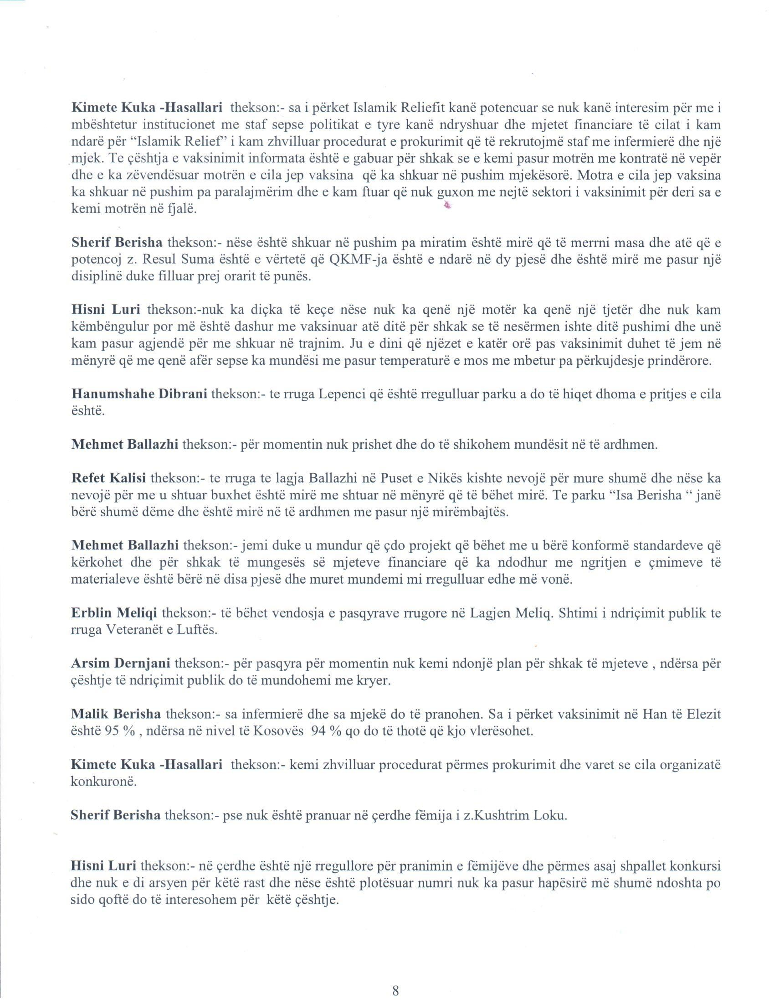 Kimete Kuka -Hasallari thekson:- sa i përket Islamik Reliefit kanë potencuar se nuk kanë interesim për me i
mbështetur institucionet me staf sepse politikat e tyre kanë ndryshuar dhe mjetet financiare të cilat i kam
ndarë për “Islamik Relief” i kam zhvilluar procedurat e prokurimit që të rekrutojmë staf me infermierë dhe një
mjek. Te çështja e vaksinimit informata është e gabuar për shkak se e kemi pasur motrën me kontratë në vepër
dhe e ka zëvendësuar motrën e cila jep vaksina që ka shkuar në pushim mjekësorë. Motra e cila jep vaksina
ka shkuar në pushim pa paralajmërim dhe e kam ftuar që nuk guxon me nejtë sektori i vaksinimit për deri sa e
kemi motrën në fjalë.
Sherif Berisha thekson:- nëse është shkuar në pushim pa miratim është mirë që të merrni masa dhe atë që e
potencoj z. Resul Suma është e vërtetë që QKMF-ja është e ndarë në dy pjesë dhe është mirë me pasur një
disiplinë duke filluar prej orarit të punës.
Hisni Luri thekson:-nuk ka diçka të keçe nëse nuk ka qenë një motër ka qenë një tjetër dhe nuk kam
këmbëngulur por më është dashur me vaksinuar atë ditë për shkak se të nesërmen ishte ditë pushimi dhe unë
kam pasur agjendë për me shkuar në trajnim. Ju e dini që njëzet e katër orë pas vaksinimit duhet të jem në
mënyrë që me qenë afër sepse ka mundësi me pasur temperaturë e mos me mbetur pa përkujdesje prindërore.
Hanumshahe Dibrani thekson:- te rruga Lepenci që është rregulluar parku a do të hiqet dhoma e pritjes e cila
është.
Mehmet Ballazhi thekson:- për momentin nuk prishet dhe do të shikohem mundësit në të ardhmen.
Refet Kalisi thekson:- te rruga te lagja Ballazhi në Puset e Nikës kishte nevojë për mure shumë dhe nëse ka
nevojë për me u shtuar buxhet është mirë me shtuar në mënyrë që të bëhet mirë. Te parku “Isa Berisha “ janë
bërë shumë dëme dhe është mirë në të ardhmen me pasur një mirëmbajtës.
Mehmet Ballazhi thekson:- jemi duke u mundur që çdo projekt që bëhet me u bërë konformë standardeve që
kërkohet dhe për shkak të mungesës së mjeteve financiare që ka ndodhur me ngritjen e çmimeve të
materialeve është bërë në disa pjesë dhe muret mundemi mi rregulluar edhe më vonë.
Erblin Meliqi thekson:- të bëhet vendosja e pasqyrave rrugore në Lagjen Meliq. Shtimi i ndriçimit publik te
rruga Veteranët e Luftës.
Arsim Dernjani thekson:- për pasqyra për momentin nuk kemi ndonjë plan për shkak të mjeteve , ndërsa për
çështje të ndriçimit publik do të mundohemi me kryer.
Malik Berisha thekson:- sa infermierë dhe sa mjekë do të pranohen. Sa i përket vaksinimit në Han të Elezit
është 95 % , ndërsa në nivel të Kosovës 94 % qo do të thotë që kjo vlerësohet.
Kimete Kuka -Hasallari thekson:- kemi zhvilluar procedurat përmes prokurimit dhe varet se cila organizatë
konkuronë.
Sherif Berisha thekson:- pse nuk është pranuar në çerdhe fëmija i z.Kushtrim Loku.
Hisni Luri thekson:- në çerdhe është një rregullore për pranimin e fëmijëve dhe përmes asaj shpallet konkursi
dhe nuk e di arsyen për këtë rast dhe nëse është plotësuar numri nuk ka pasur hapësirë më shumë ndoshta po
sido qoftë do të interesohem për këtë çështje.
8